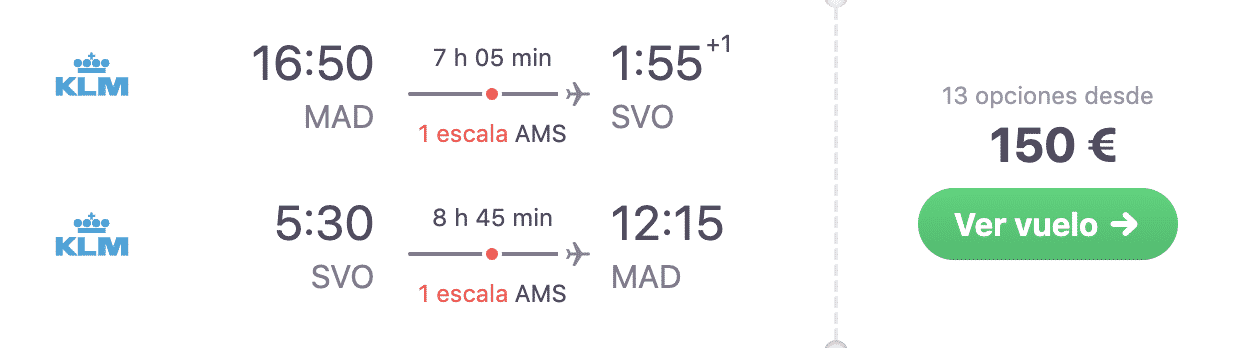 KLM
16:50
7 h 05 min
1:55+1
MAD
1 escala AMS
SVO
KLM
5:30
8 h 45 min
12:15
SVO
1 escala AMS
MAD
13 opciones desde
150 €
Ver vuelo →